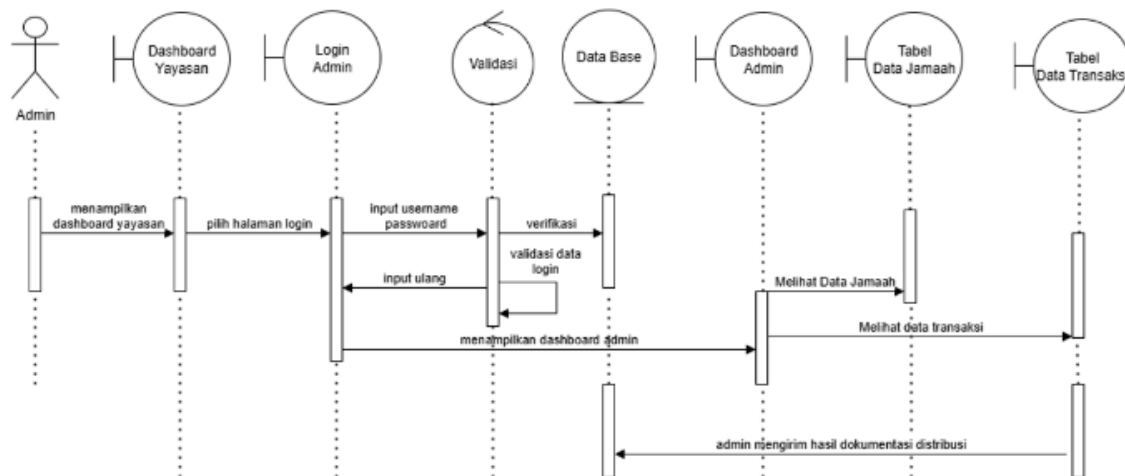 Admin
Dashboard
Yayasan
Login
Admin
Validasi
Data Base
Dashboard
Admin
Tabel
Data Jamaah
Tabel
Data Transaks
menampilkan
dashboard yayasan
pilih halaman login
input username
passwoard
verifikasi
validasi data
login
input ulang
Melihat Data Jamaah
Melihat data transaksi
menampilkan dashboard admin
admin mengirim hasil dokumentasi distribusi